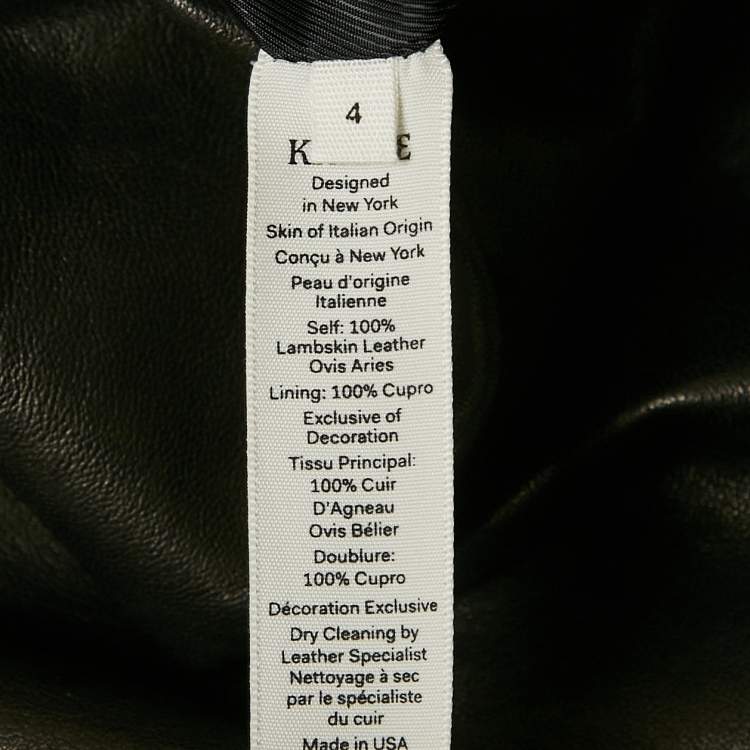 4
Designed
in New York
Skin of Italian Origin
Conçu à New York
Peau d'origine
Italienne
Self: 100%
Lambskin Leather
Ovis Aries
Lining: 100% Cupro
Exclusive of
Decoration
Tissu Principal:
100% Cuir
D'Agneau
Ovis Bélier
Doublure:
100% Cupro
Décoration Exclusive
Dry Cleaning by
Leather Specialist
Nettoyage à sec
par le spécialiste
du cuir
Made in USA